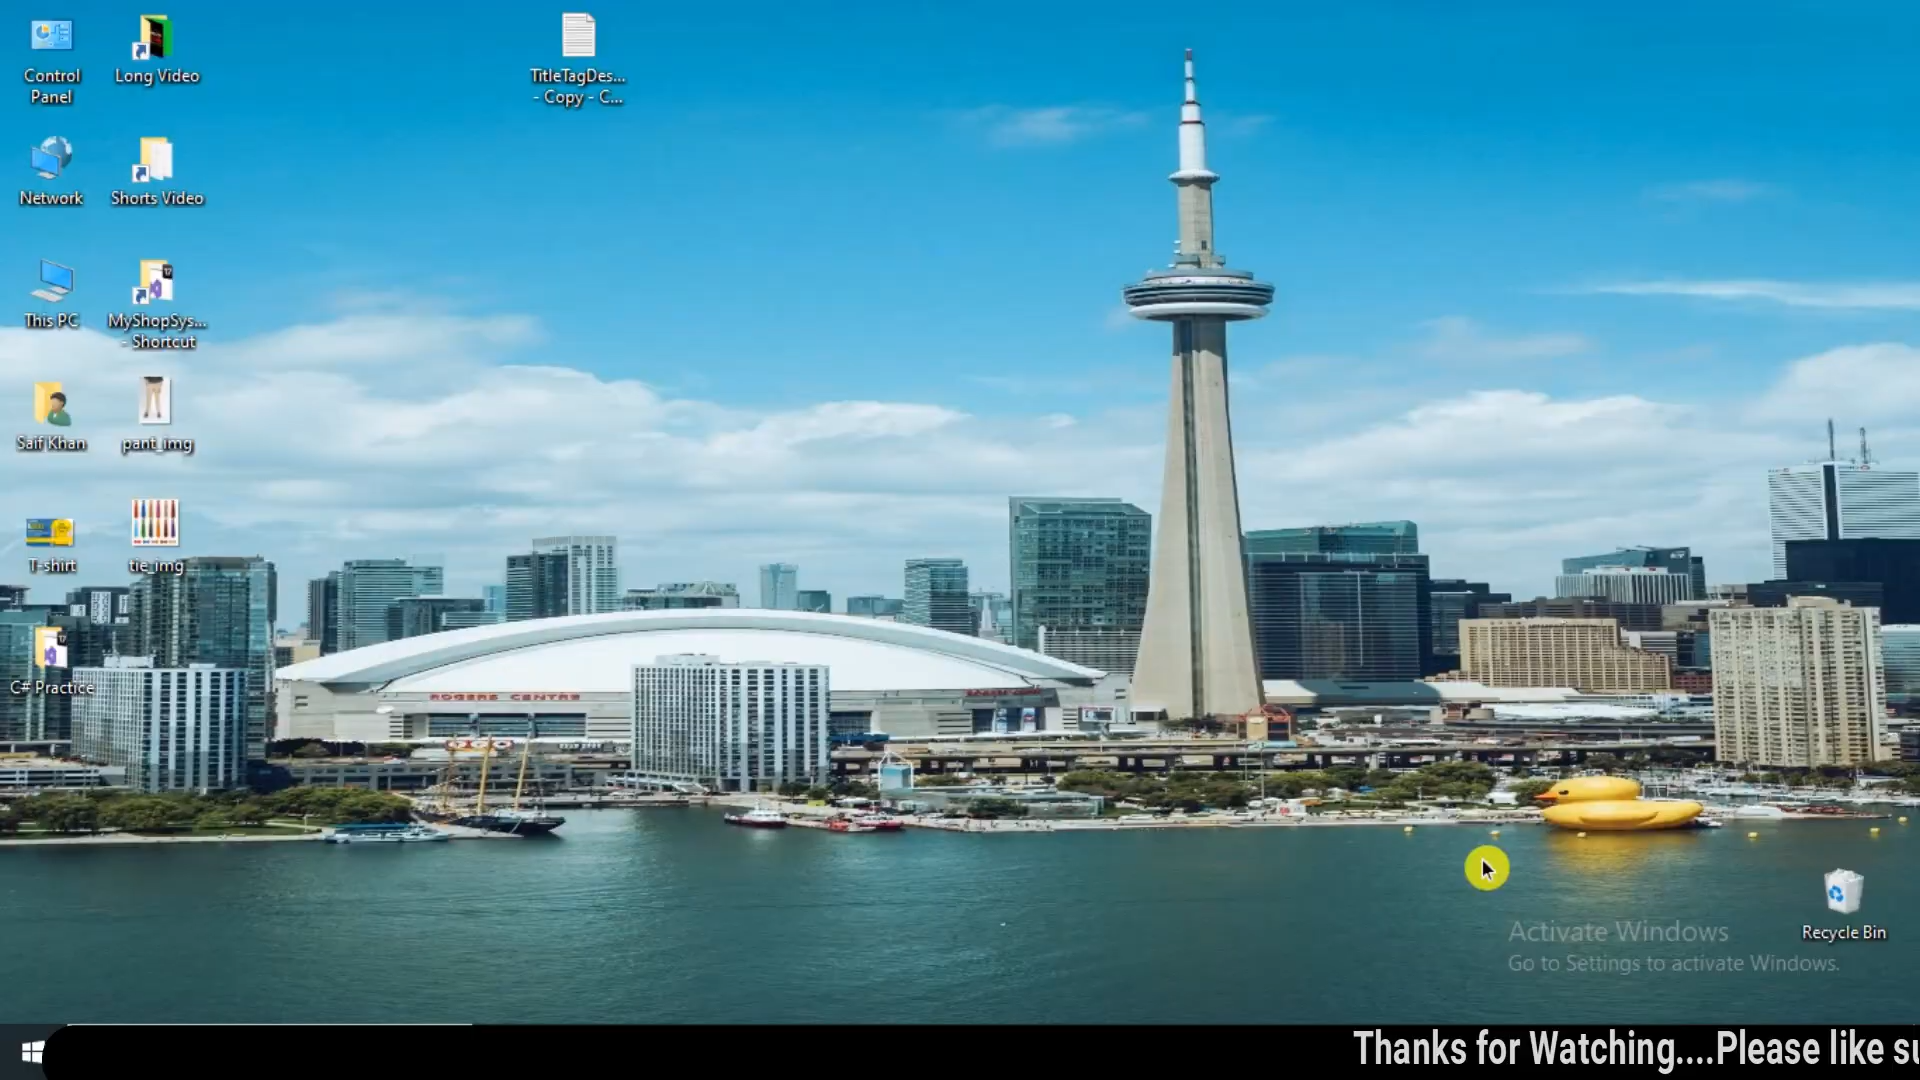 Control
Panel
Long Video
TitleTagDes...
- Copy - C...
Network
Shorts Video
This PC
MyShopSys...
- Shortcut
Saif Khan
pant_img
T-shirt
tie_img
C# Practice
ROGERS CENTRE
Activate Windows
Go to Settings to activate Windows.
Recycle Bin
Thanks for Watching....Please like su